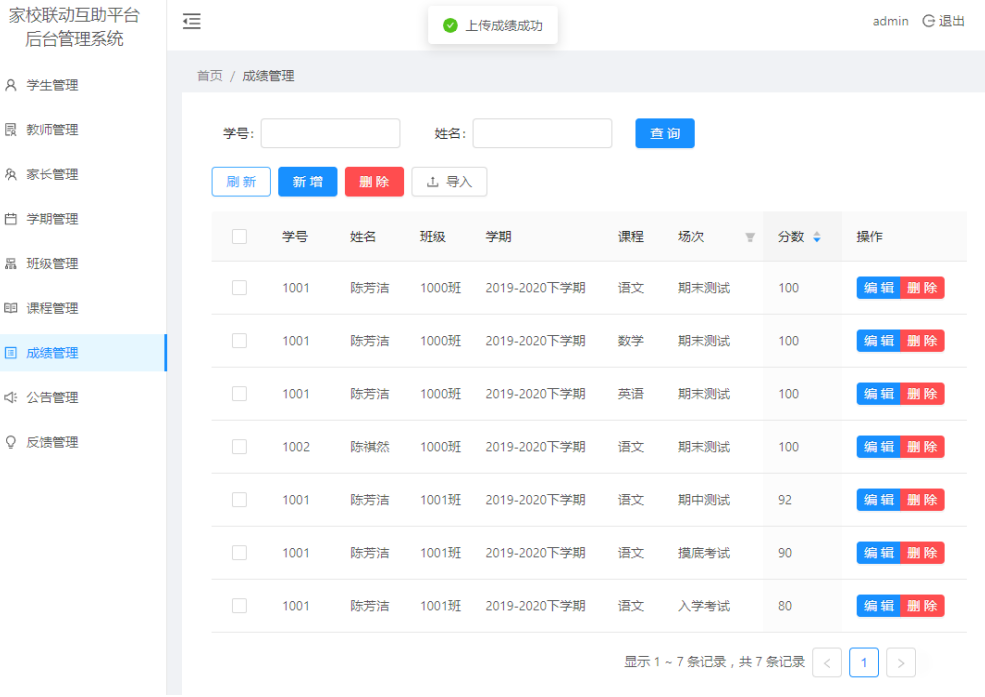 家校联动互助平台
后台管理系统
上传成绩成功
admin 退出
学生管理
教师管理
家长管理
学期管理
班级管理
课程管理
成绩管理
公告管理
反馈管理
首页 / 成绩管理
学号: 姓名: 查 询
刷 新 新 增 删 除 导入
学号 姓名 班级 学期 课程 场次 分数 操作
1001 陈芳洁 1000班 2019-2020下学期 语文 期末测试 100 编 辑 删 除
1001 陈芳洁 1000班 2019-2020下学期 数学 期末测试 100 编 辑 删 除
1001 陈芳洁 1000班 2019-2020下学期 英语 期末测试 100 编 辑 删 除
1002 陈祺然 1000班 2019-2020下学期 语文 期末测试 100 编 辑 删 除
1001 陈芳洁 1001班 2019-2020下学期 语文 期中测试 92 编 辑 删 除
1001 陈芳洁 1001班 2019-2020下学期 语文 摸底考试 90 编 辑 删 除
1001 陈芳洁 1001班 2019-2020下学期 语文 入学考试 80 编 辑 删 除
显示 1 ~ 7 条记录，共 7 条记录 < 1 >